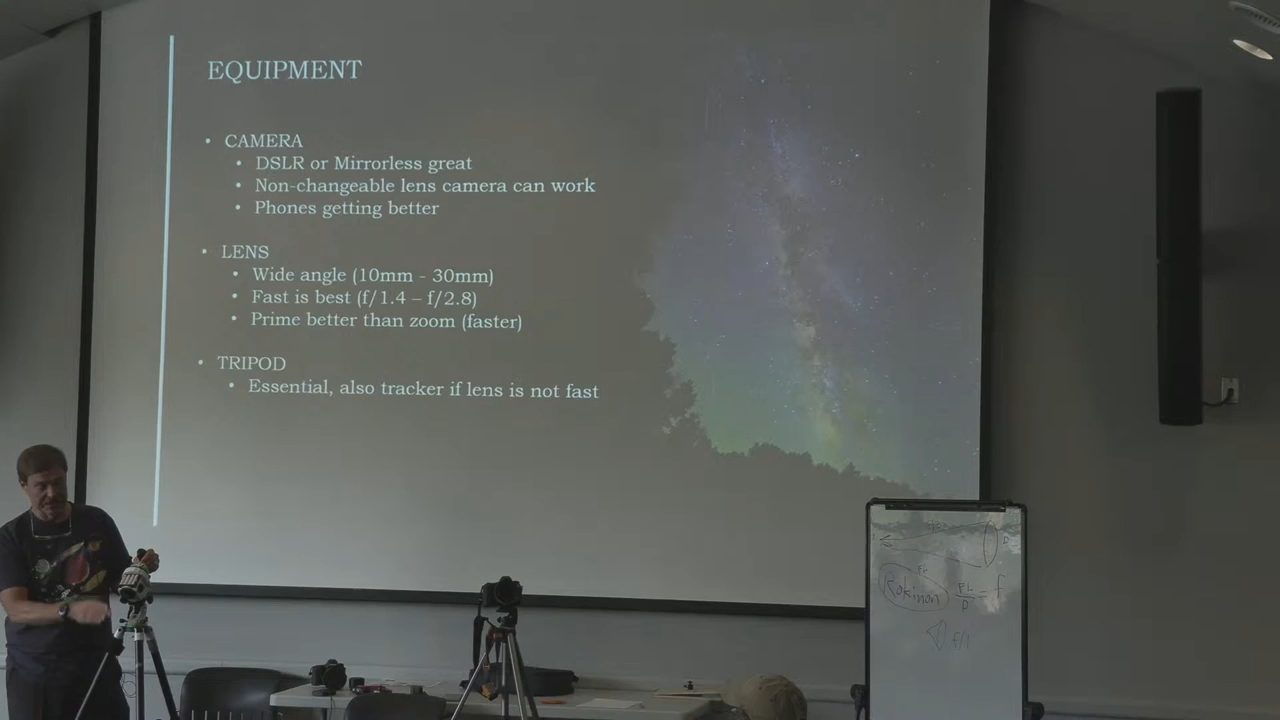 EQUIPMENT
• CAMERA
• DSLR or Mirrorless great
• Non-changeable lens camera can work
• Phones getting better
• LENS
• Wide angle (10mm - 30mm)
• Fast is best (f/1.4 – f/2.8)
• Prime better than zoom (faster)
• TRIPOD
• Essential, also tracker if lens is not fast
D
FL
Rokinon FL/D = f
f/1